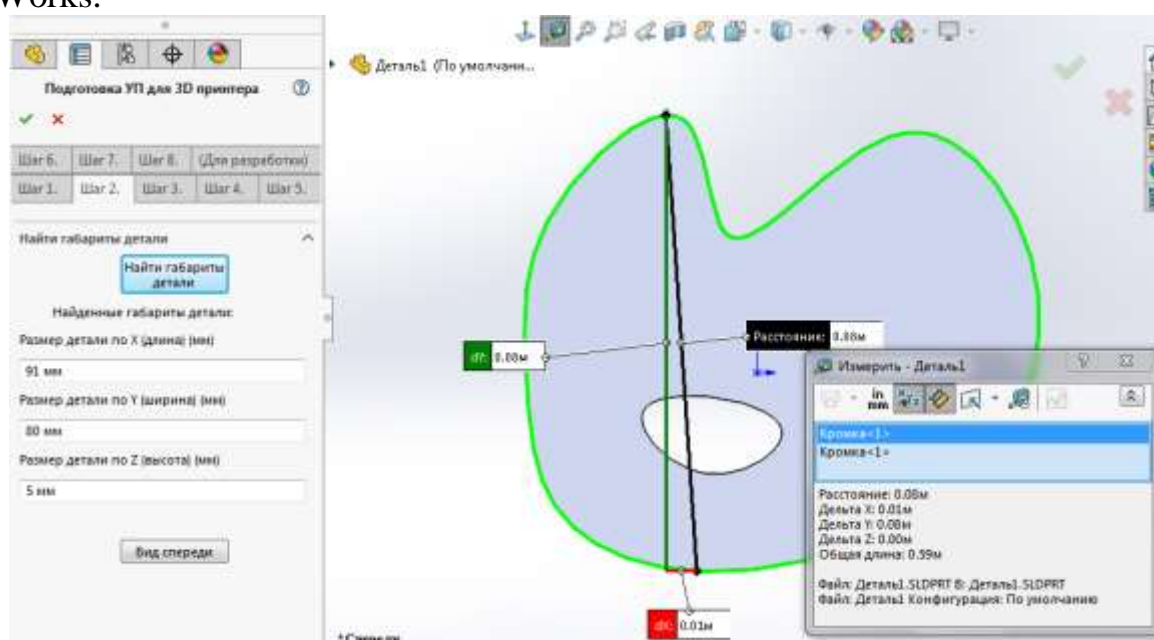 Works.
Деталь1 (По умолчани...
Подготовка УП для 3D принтера
Шаг 6. Шаг 7. Шаг 8. (Для разработки)
Шаг 1. Шаг 2. Шаг 3. Шаг 4. Шаг 5.
Найти габариты детали
Найти габариты
детали
Найденные габариты детали:
Размер детали по X (длина) (мм)
91 мм
Размер детали по Y (ширина) (мм)
80 мм
Размер детали по Z (высота) (мм)
5 мм
Вид спереди
dY: 0.08м
Расстояние: 0.08м
dX: 0.01м
*Спереди
Измерить - Деталь1
in
mm
Кромка<1>
Кромка<1>
Расстояние: 0.08м
Дельта X: 0.01м
Дельта Y: 0.08м
Дельта Z: 0.00м
Общая длина: 0.59м
Файл: Деталь1.SLDPRT В: Деталь1.SLDPRT
Файл: Деталь1 Конфигурация: По умолчанию